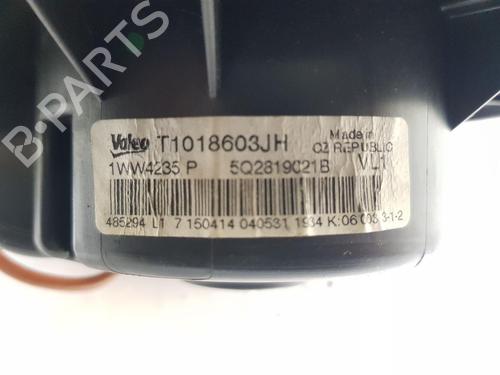 Valeo T1018603JH Made in
CZ REPUBLIC
1WW4235 P 5Q2819021B VL1
485294 L1 7 150414 040531 1934 K:06 003 3-1-2
B-PARTS